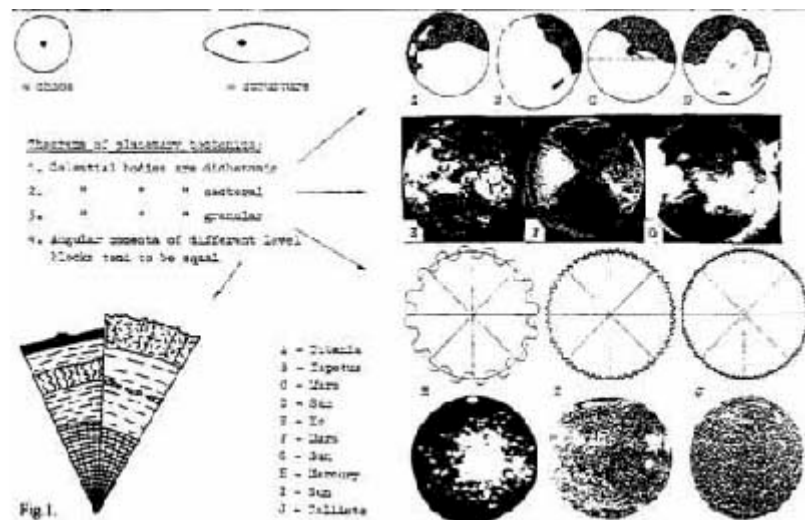 = chaos
= structure
Theorems of planetary tectonics:
1. Celestial bodies are dichotomic
2. " " " sectoral
3. " " " granular
4. Angular momenta of different level
blocks tend to be equal
A B C D
E F G
H I J
A - Titania
B - Iapetus
C - Mars
D - Sun
E - Io
F - Mars
G - Sun
H - Mercury
I - Sun
J - Callisto
Fig.1.